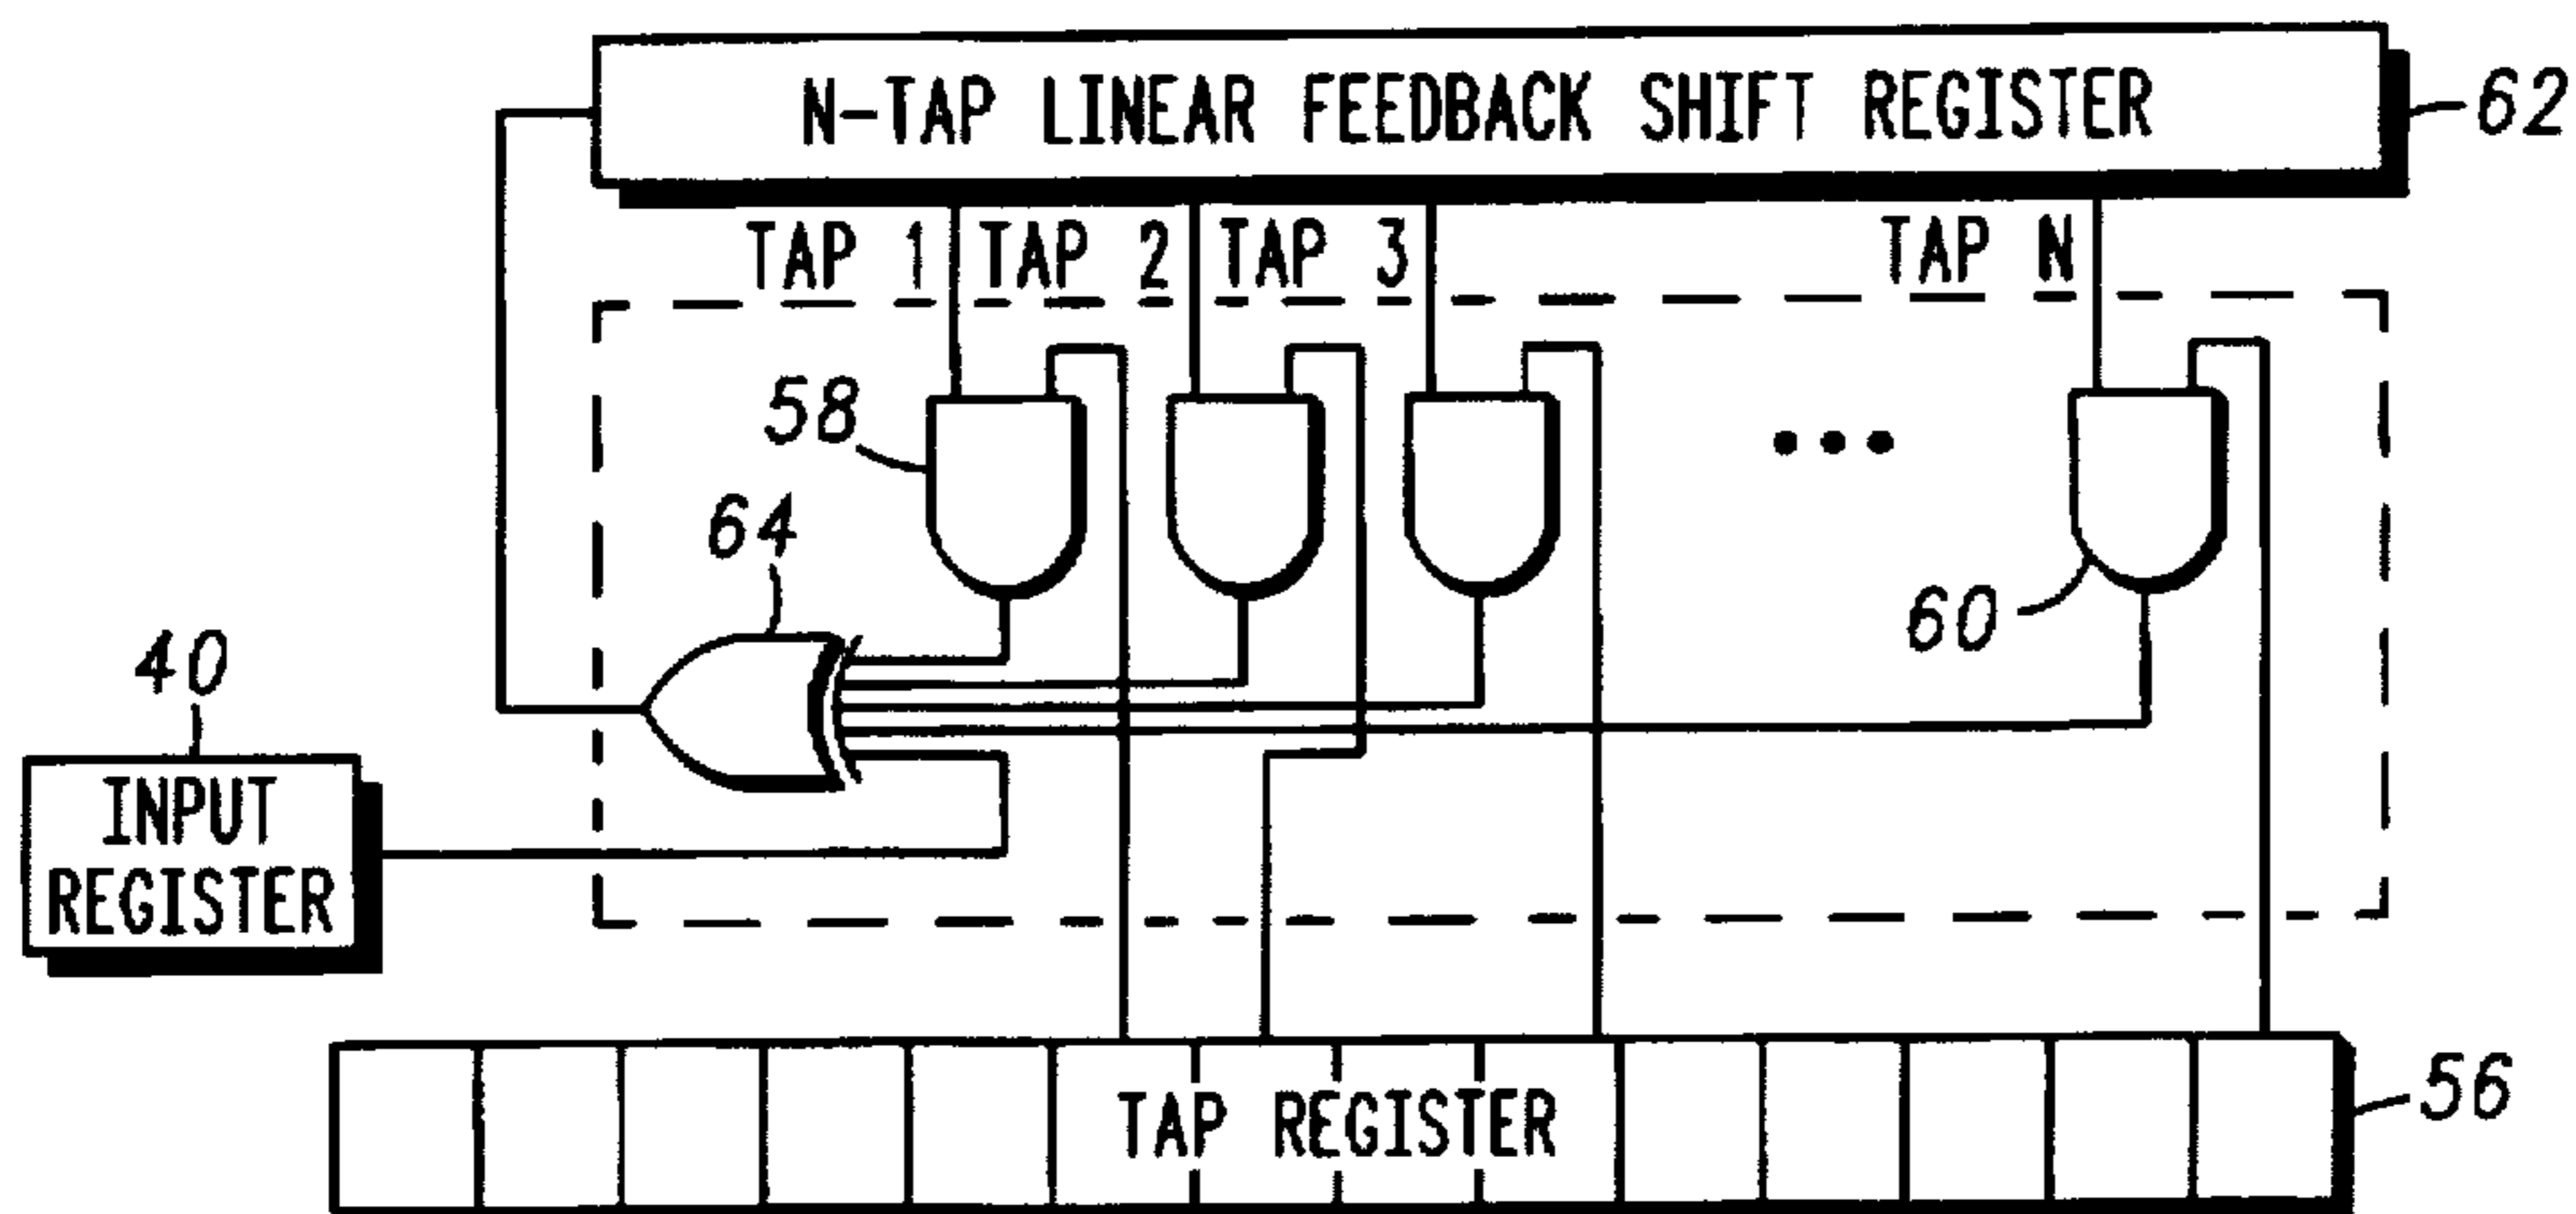 N-TAP LINEAR FEEDBACK SHIFT REGISTER
62
TAP 1 TAP 2 TAP 3 TAP N
58
64
60
40
INPUT
REGISTER
TAP REGISTER
56